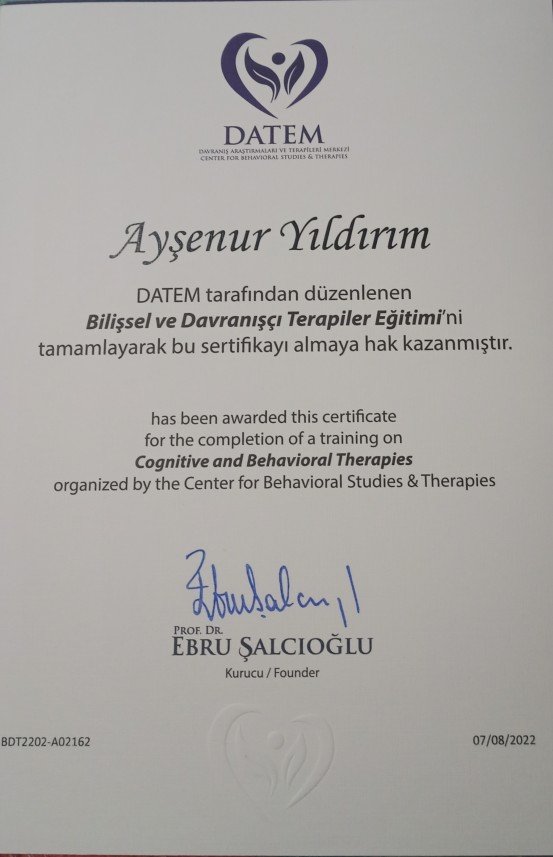 DATEM
DAVRANIŞ ARAŞTIRMALARI VE TERAPİLERİ MERKEZİ
CENTER FOR BEHAVIORAL STUDIES & THERAPIES
Ayşenur Yıldırım
DATEM tarafından düzenlenen
Bilişsel ve Davranışçı Terapiler Eğitimi'ni
tamamlayarak bu sertifikayı almaya hak kazanmıştır.
has been awarded this certificate
for the completion of a training on
Cognitive and Behavioral Therapies
organized by the Center for Behavioral Studies & Therapies
Ebru Şalcıoğlu
PROF. DR.
EBRU ŞALCIOĞLU
Kurucu / Founder
BDT2202-A02162
07/08/2022